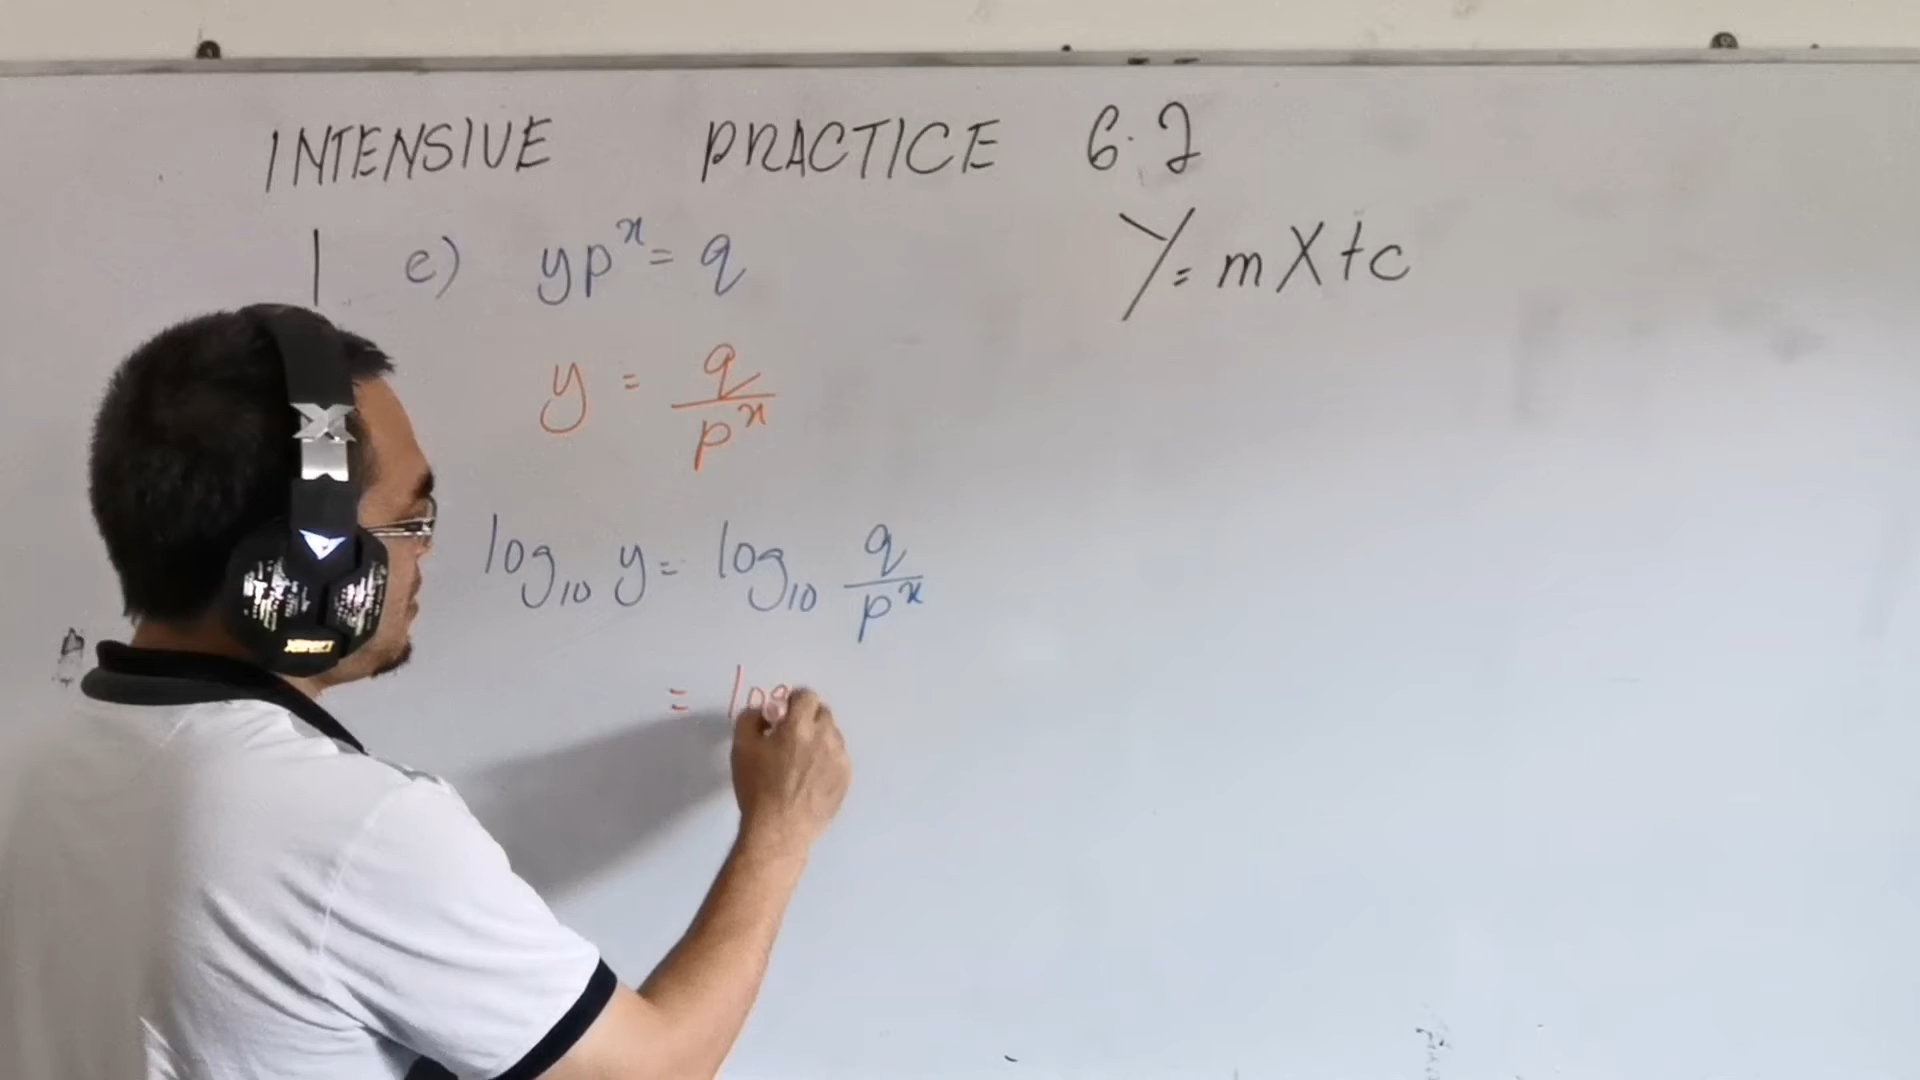 INTENSIVE PRACTICE 6.2
1 e) yp^x = q
Y = mX + c
y = q/p^x
log₁₀ y = log₁₀ q/p^x
= log